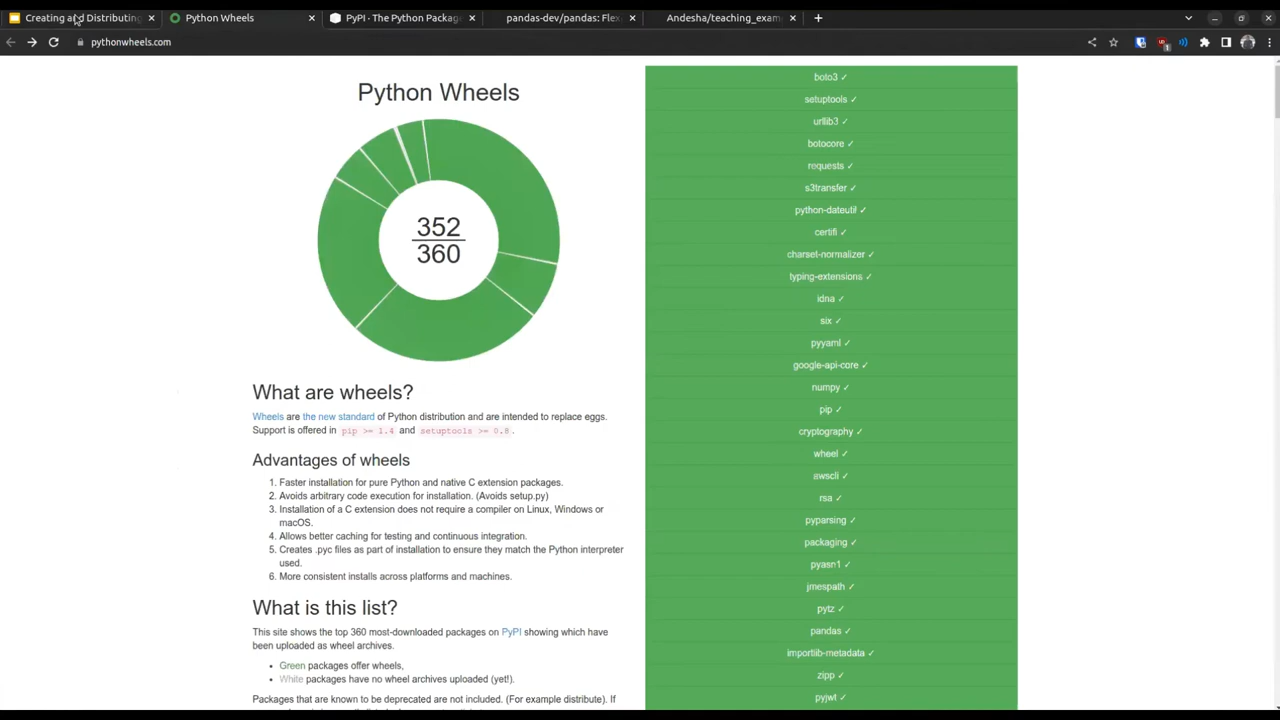 Creating and Distributing
Python Wheels
PyPI · The Python Package
pandas-dev/pandas: Flex
Andesha/teaching_exam
pythonwheels.com
Python Wheels
352
360
What are wheels?
Wheels are the new standard of Python distribution and are intended to replace eggs.
Support is offered in pip >= 1.4 and setuptools >= 0.8.
Advantages of wheels
1. Faster installation for pure Python and native C extension packages.
2. Avoids arbitrary code execution for installation. (Avoids setup.py)
3. Installation of a C extension does not require a compiler on Linux, Windows or
macOS.
4. Allows better caching for testing and continuous integration.
5. Creates .pyc files as part of installation to ensure they match the Python interpreter
used.
6. More consistent installs across platforms and machines.
What is this list?
This site shows the top 360 most-downloaded packages on PyPI showing which have
been uploaded as wheel archives.
• Green packages offer wheels,
• White packages have no wheel archives uploaded (yet!).
Packages that are known to be deprecated are not included. (For example distribute). If
boto3 ✓
setuptools ✓
urllib3 ✓
botocore ✓
requests ✓
s3transfer ✓
python-dateutil ✓
certifi ✓
charset-normalizer ✓
typing-extensions ✓
idna ✓
six ✓
pyyaml ✓
google-api-core ✓
numpy ✓
pip ✓
cryptography ✓
wheel ✓
awscli ✓
rsa ✓
pyparsing ✓
packaging ✓
pyasn1 ✓
jmespath ✓
pytz ✓
pandas ✓
importlib-metadata ✓
zipp ✓
pyjwt ✓